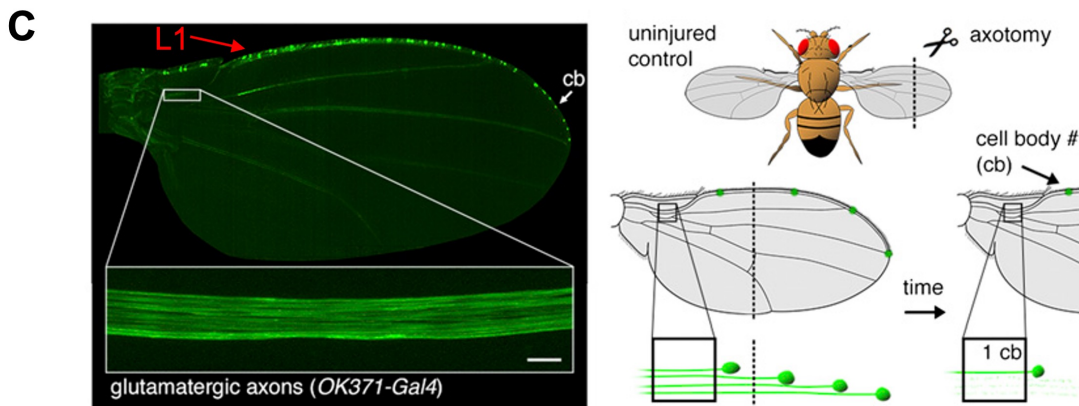 C
L1
cb
glutamatergic axons (OK371-Gal4)
uninjured
control
axotomy
cell body #
(cb)
time
1 cb